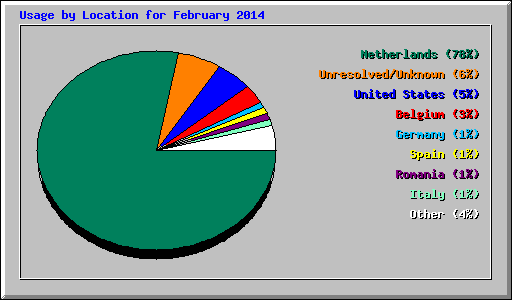 Usage by Location for February 2014
Netherlands (78%)
Unresolved/Unknown (6%)
United States (5%)
Belgium (3%)
Germany (1%)
Spain (1%)
Romania (1%)
Italy (1%)
Other (4%)